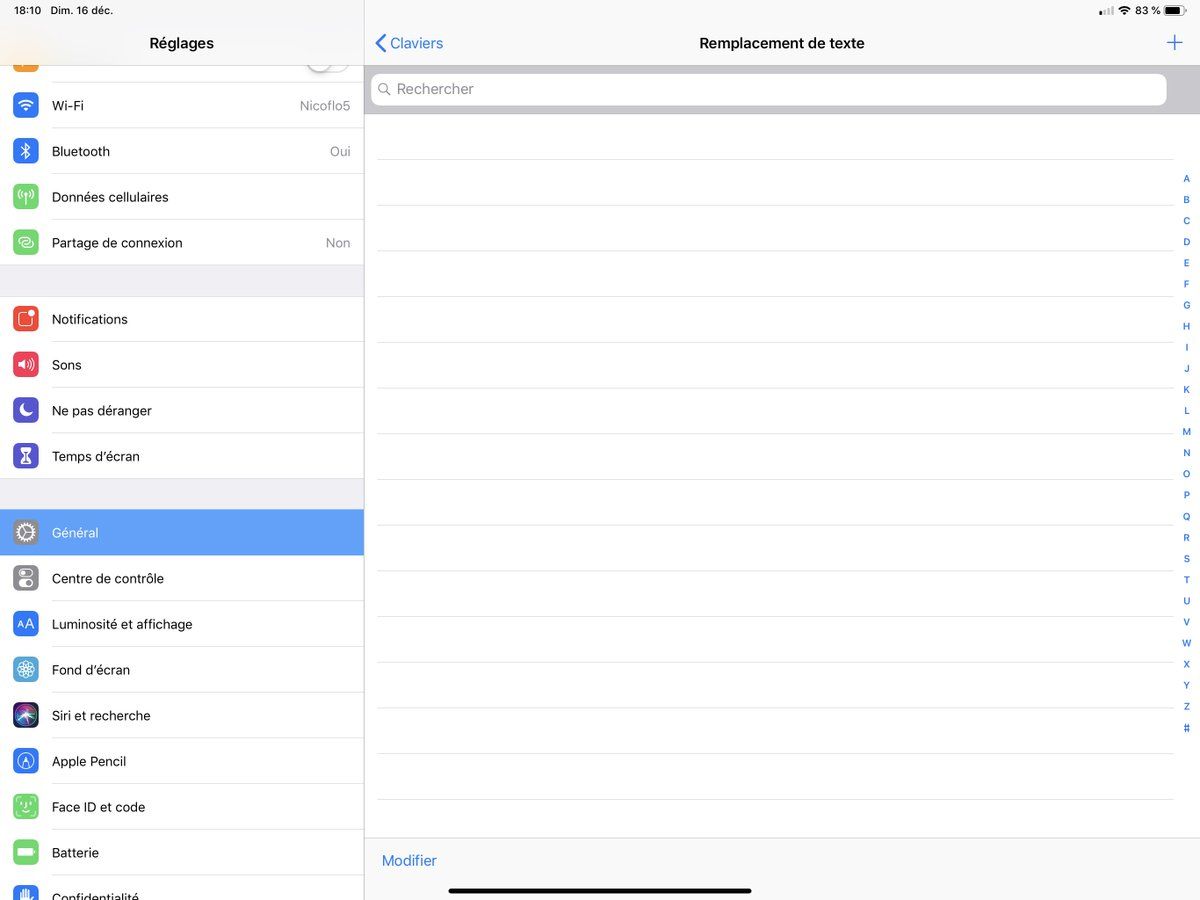 18:10 Dim. 16 déc.
83 %
Réglages
Wi-Fi Nicoflo5
Bluetooth Oui
Données cellulaires
Partage de connexion Non
Notifications
Sons
Ne pas déranger
Temps d’écran
Général
Centre de contrôle
AA Luminosité et affichage
Fond d’écran
Siri et recherche
Apple Pencil
Face ID et code
Batterie
Confidentialité
Claviers
Remplacement de texte
Rechercher
A
B
C
D
E
F
G
H
I
J
K
L
M
N
O
P
Q
R
S
T
U
V
W
X
Y
Z
#
Modifier